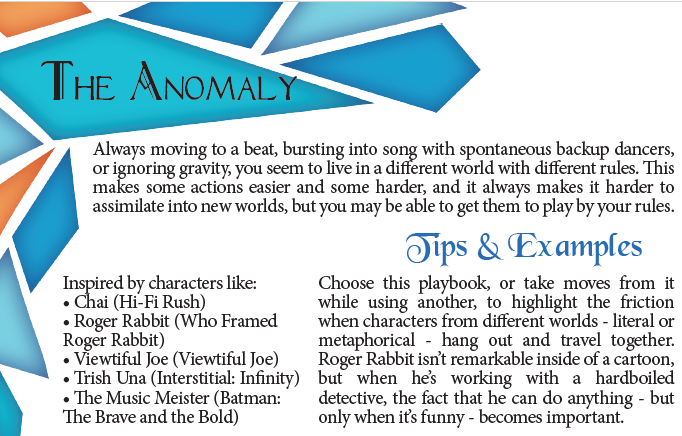 The Anomaly
Always moving to a beat, bursting into song with spontaneous backup dancers,
or ignoring gravity, you seem to live in a different world with different rules. This
makes some actions easier and some harder, and it always makes it harder to
assimilate into new worlds, but you may be able to get them to play by your rules.
Tips & Examples
Inspired by characters like:
• Chai (Hi-Fi Rush)
• Roger Rabbit (Who Framed
Roger Rabbit)
• Viewtiful Joe (Viewtiful Joe)
• Trish Una (Interstitial: Infinity)
• The Music Meister (Batman:
The Brave and the Bold)
Choose this playbook, or take moves from it
while using another, to highlight the friction
when characters from different worlds - literal or
metaphorical - hang out and travel together.
Roger Rabbit isn't remarkable inside of a cartoon,
but when he's working with a hardboiled
detective, the fact that he can do anything - but
only when it's funny - becomes important.